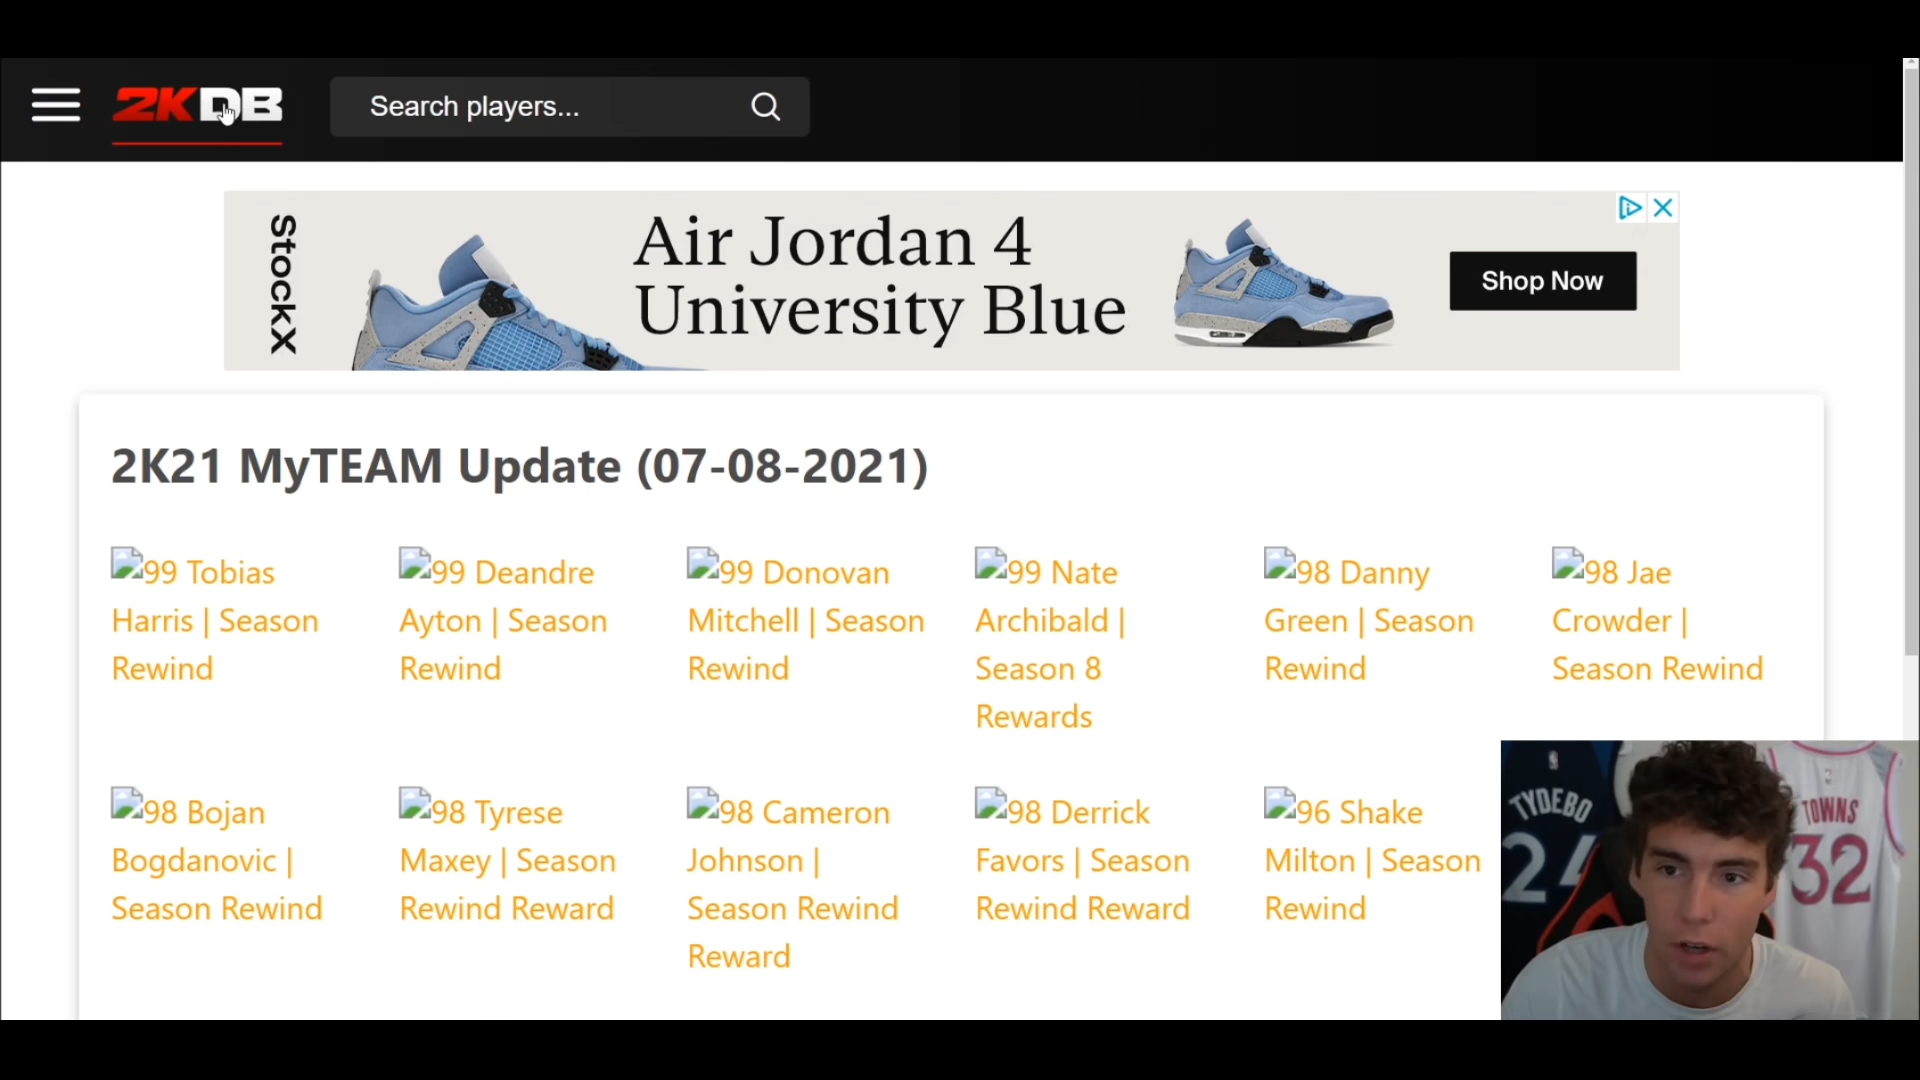 2KDB
Search players...
StockX
Air Jordan 4
University Blue
Shop Now
2K21 MyTEAM Update (07-08-2021)
99 Tobias
Harris | Season
Rewind
99 Deandre
Ayton | Season
Rewind
99 Donovan
Mitchell | Season
Rewind
99 Nate
Archibald |
Season 8
Rewards
98 Danny
Green | Season
Rewind
98 Jae
Crowder |
Season Rewind
98 Bojan
Bogdanovic |
Season Rewind
98 Tyrese
Maxey | Season
Rewind Reward
98 Cameron
Johnson |
Season Rewind
Reward
98 Derrick
Favors | Season
Rewind Reward
96 Shake
Milton | Season
Rewind
TYDEBO
24
TOWNS
32